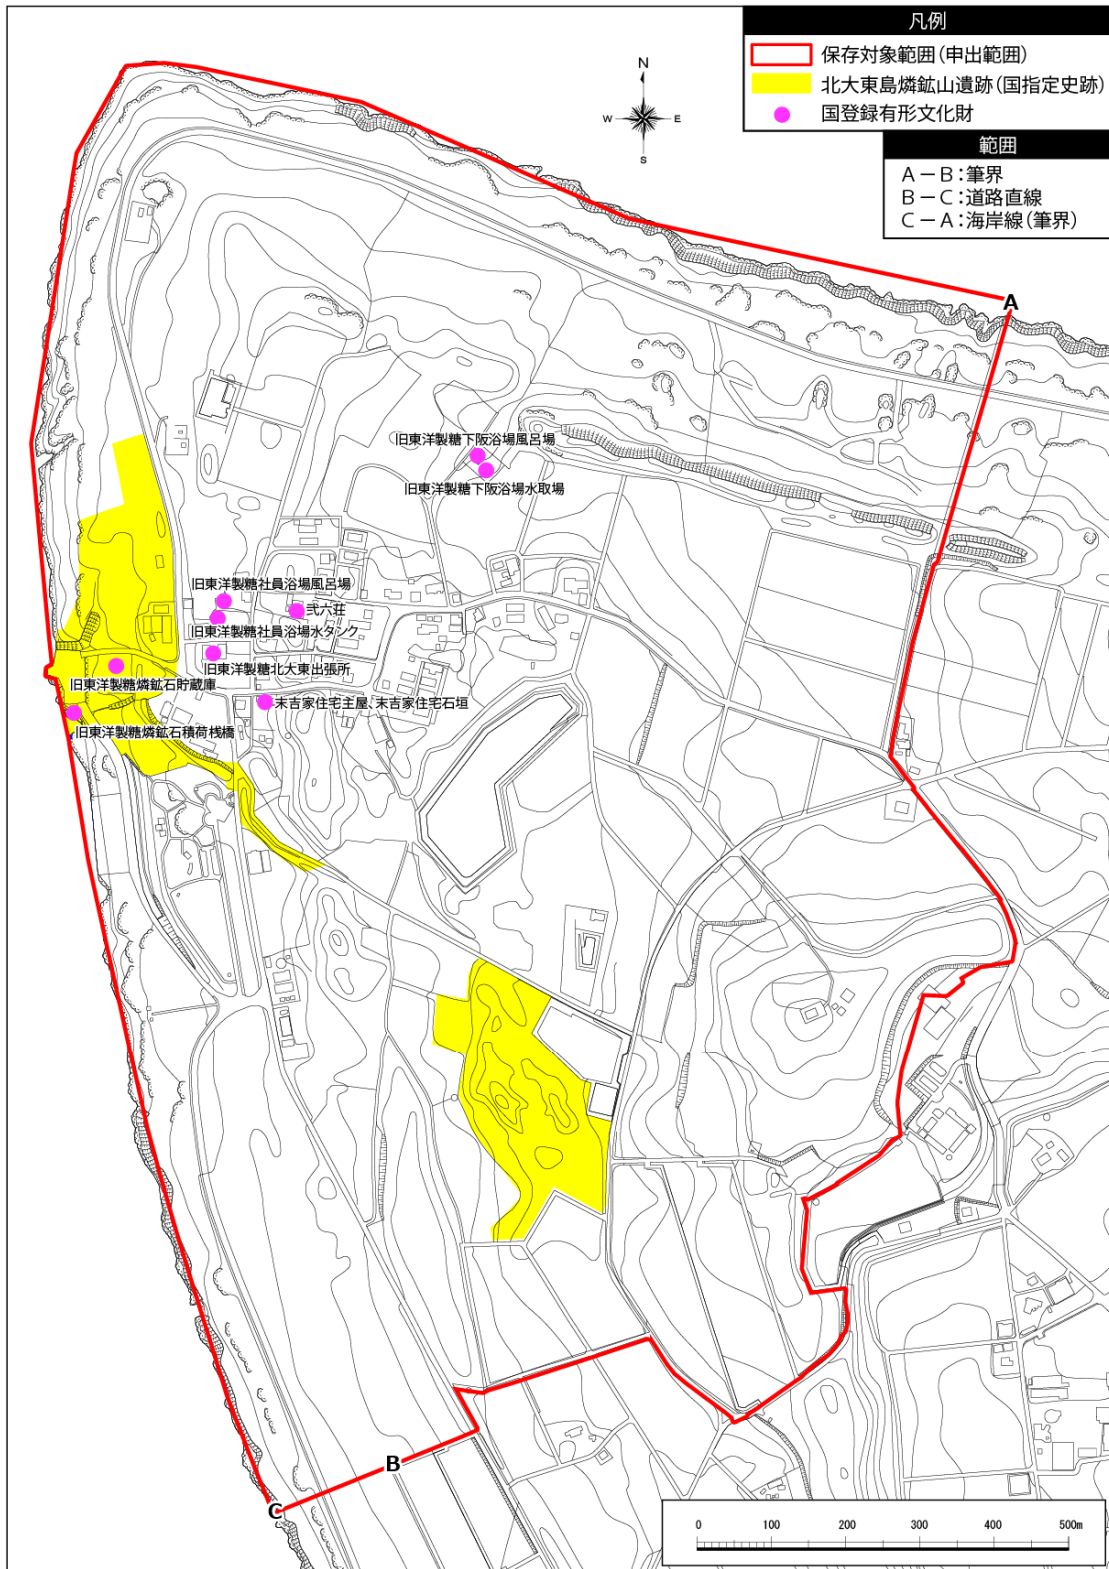 凡例
保存対象範囲(申出範囲)
北大東島燐鉱山遺跡(国指定史跡)
国登録有形文化財
範囲
A－B：筆界
B－C：道路直線
C－A：海岸線(筆界)
N
W
E
S
A
旧東洋製糖下阪浴場風呂場
旧東洋製糖下阪浴場水取場
旧東洋製糖社員浴場風呂場
弐六荘
旧東洋製糖社員浴場水タンク
旧東洋製糖北大東出張所
旧東洋製糖燐鉱石貯蔵庫
末吉家住宅主屋、末吉家住宅石垣
旧東洋製糖燐鉱石積荷桟橋
B
C
0 100 200 300 400 500m